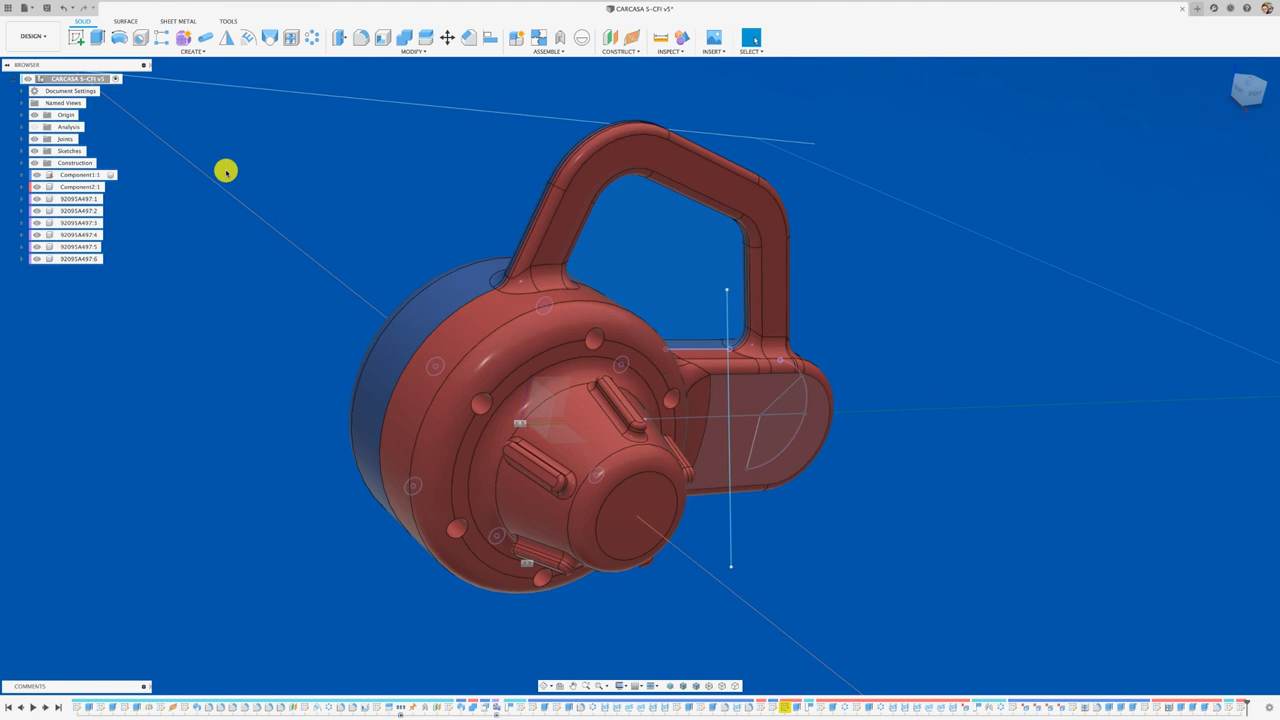 CARCASA S-CFI v5*
SOLID SURFACE SHEET METAL TOOLS
DESIGN
CREATE MODIFY ASSEMBLE CONSTRUCT INSPECT INSERT SELECT
BROWSER
CARCASA S-CFI v5
Document Settings
Named Views
Origin
Analysis
Joints
Sketches
Construction
Component1:1
Component2:1
92095A497:1
92095A497:2
92095A497:3
92095A497:4
92095A497:5
92095A497:6
COMMENTS